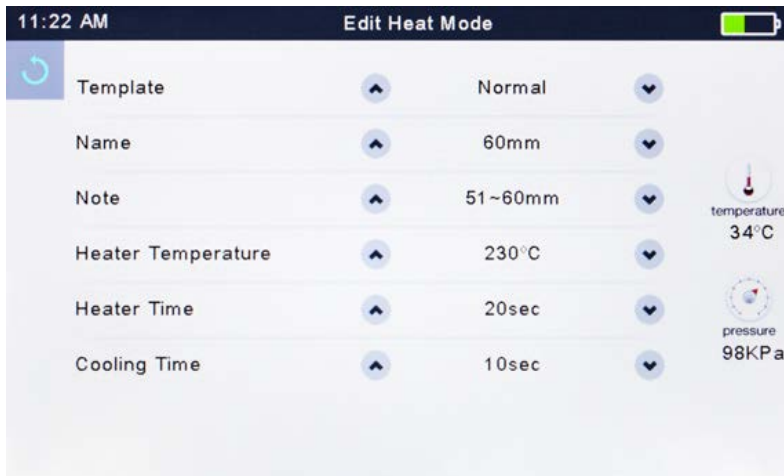 11:22 AM Edit Heat Mode
Template Normal
Name 60mm
Note 51~60mm
temperature
34°C
Heater Temperature 230°C
Heater Time 20sec
pressure
Cooling Time 10sec
98KPa